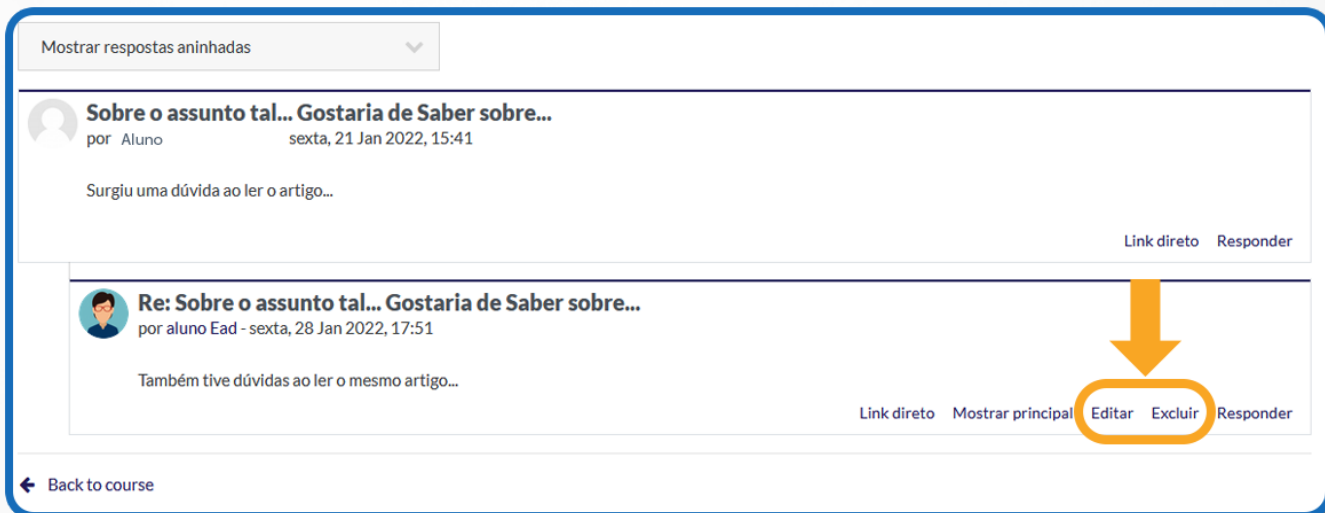 Mostrar respostas aninhadas
Sobre o assunto tal... Gostaria de Saber sobre...
por Aluno sexta, 21 Jan 2022, 15:41
Surgiu uma dúvida ao ler o artigo...
Link direto Responder
Re: Sobre o assunto tal... Gostaria de Saber sobre...
por aluno Ead - sexta, 28 Jan 2022, 17:51
Também tive dúvidas ao ler o mesmo artigo...
Link direto Mostrar principal Editar Excluir Responder
Back to course